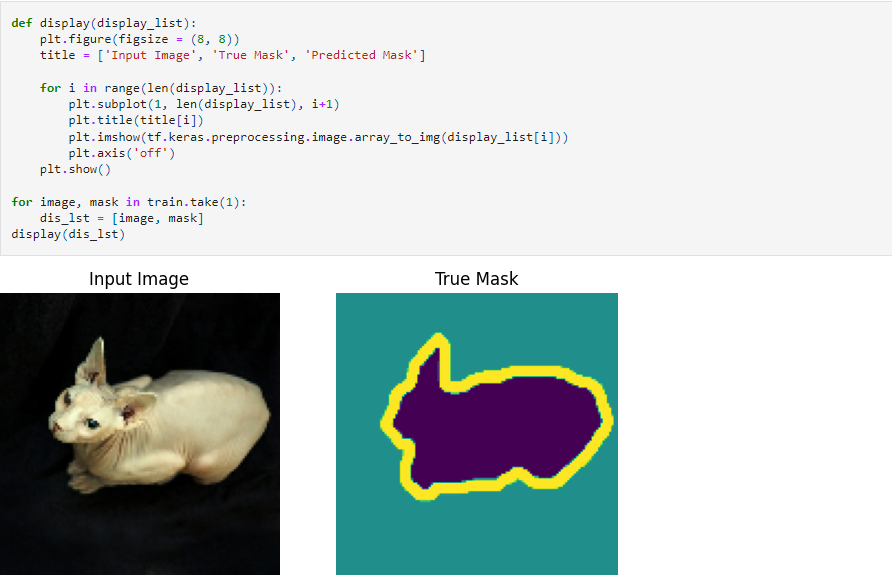 def display(display_list):
    plt.figure(figsize = (8, 8))
    title = ['Input Image', 'True Mask', 'Predicted Mask']

    for i in range(len(display_list)):
        plt.subplot(1, len(display_list), i+1)
        plt.title(title[i])
        plt.imshow(tf.keras.preprocessing.image.array_to_img(display_list[i]))
        plt.axis('off')
    plt.show()

for image, mask in train.take(1):
    dis_lst = [image, mask]
display(dis_lst)
Input Image
True Mask